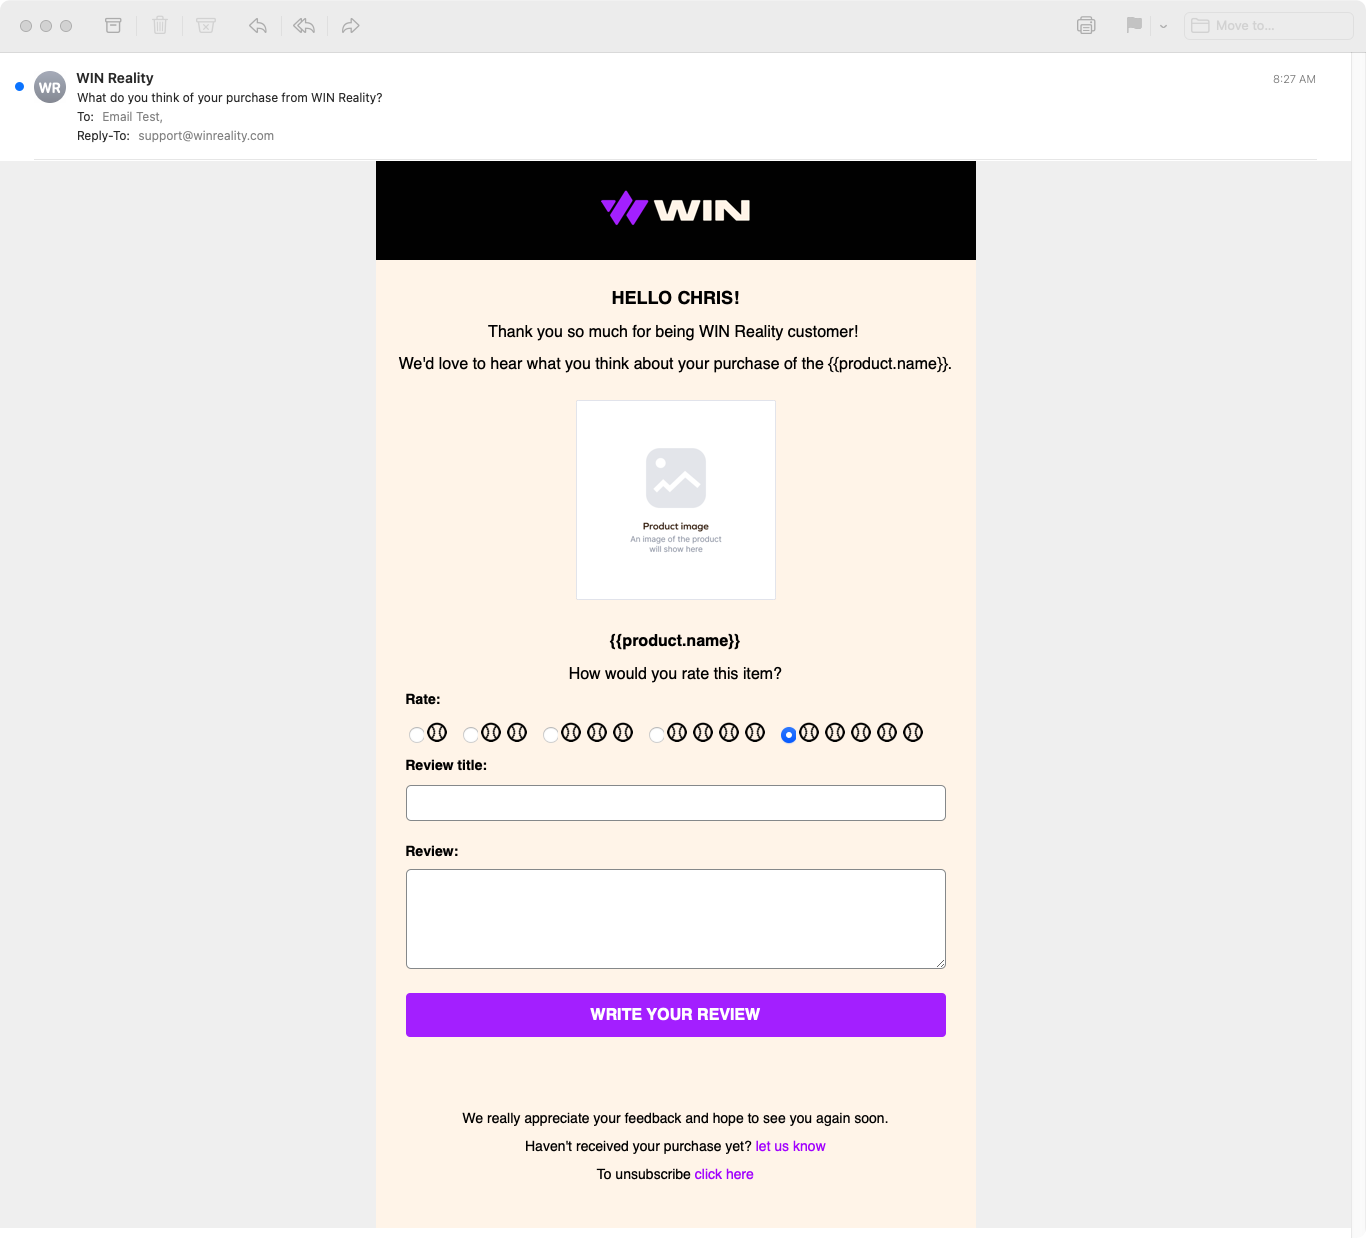 Move to...
WR
WIN Reality
8:27 AM
What do you think of your purchase from WIN Reality?
To: Email Test,
Reply-To: support@winreality.com
WIN
HELLO CHRIS!
Thank you so much for being WIN Reality customer!
We'd love to hear what you think about your purchase of the {{product.name}}.
Product image
An image of the product
will show here
{{product.name}}
How would you rate this item?
Rate:
Review title:
Review:
WRITE YOUR REVIEW
We really appreciate your feedback and hope to see you again soon.
Haven't received your purchase yet? let us know
To unsubscribe click here